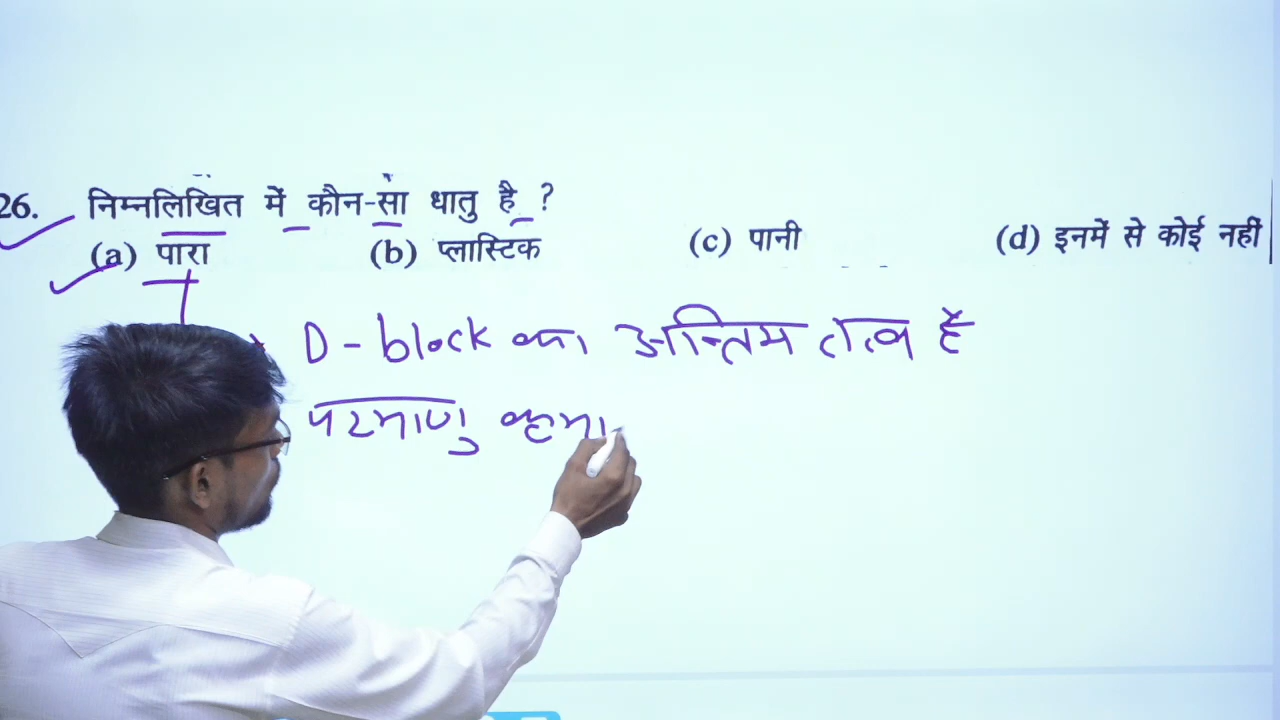 26. निम्नलिखित में कौन-सा धातु है ?
(a) पारा (b) प्लास्टिक (c) पानी (d) इनमें से कोई नहीं
D-block का अन्तिम तत्व है
परमाणु क्रमा